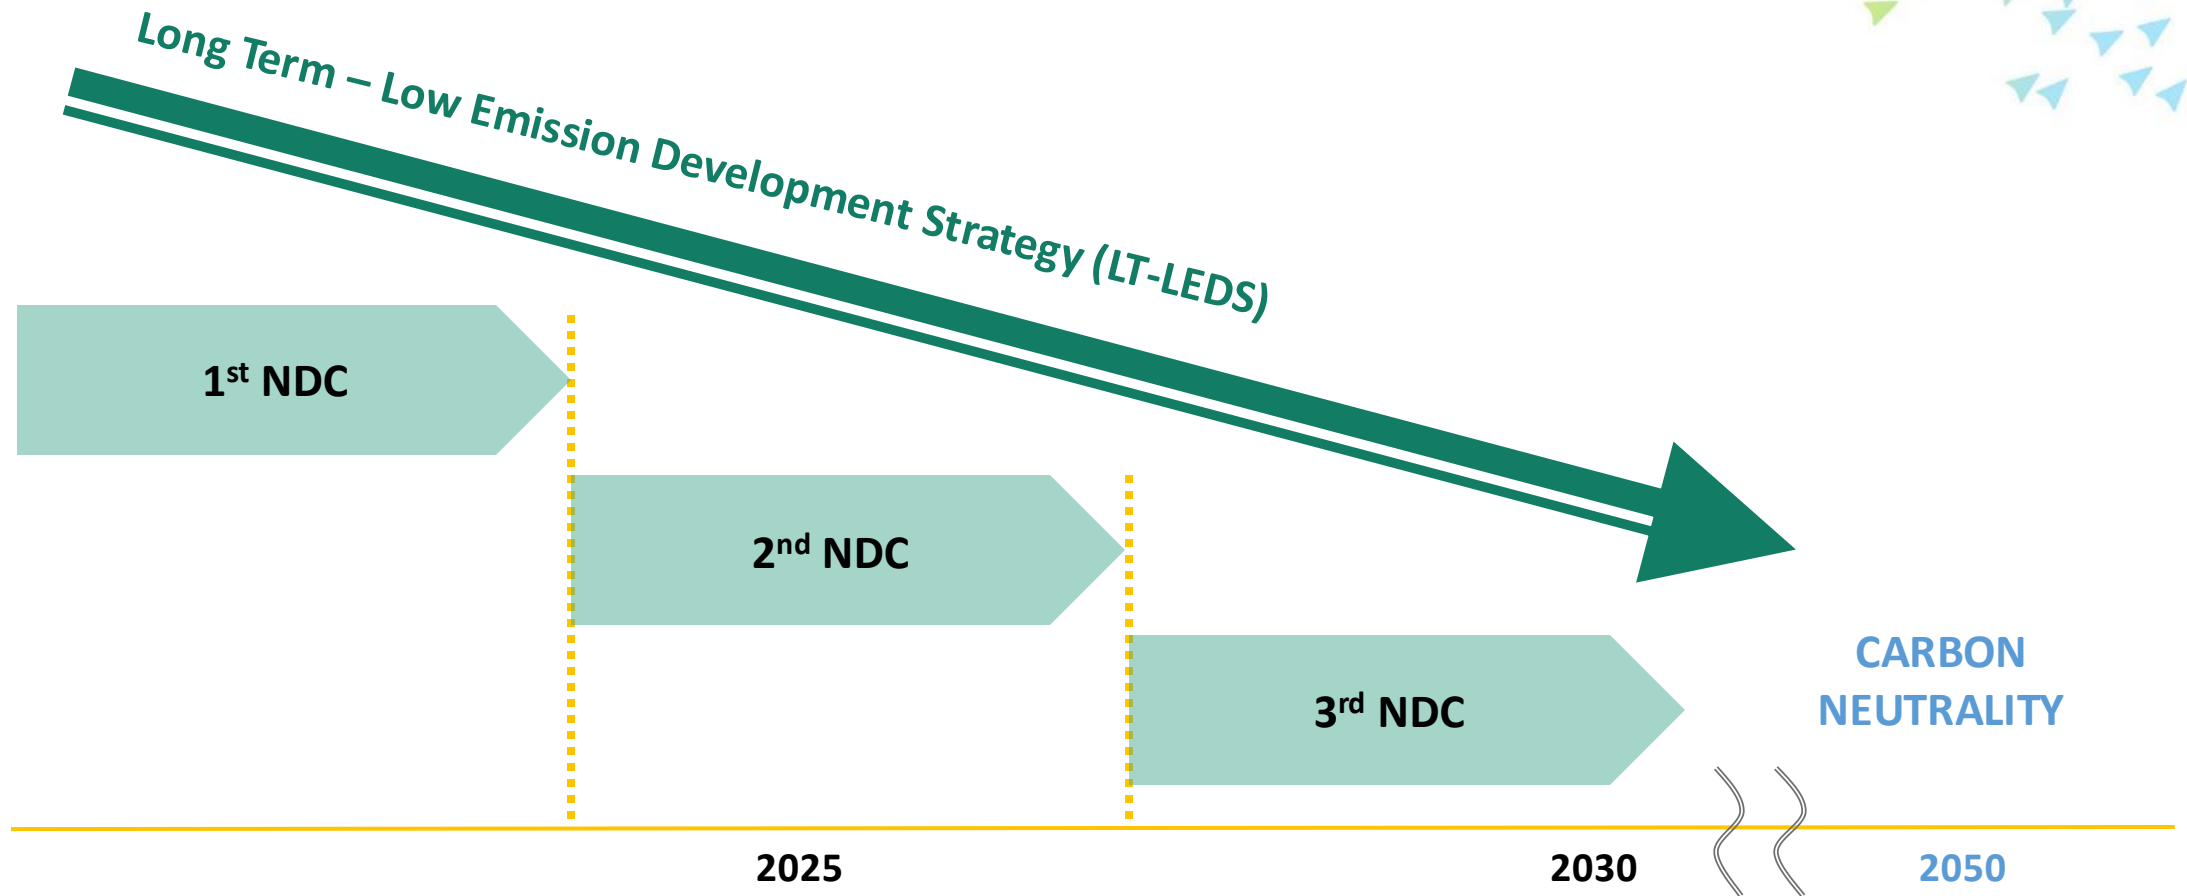 Long Term – Low Emission Development Strategy (LT-LEDS)
1st NDC
2nd NDC
3rd NDC
CARBON
NEUTRALITY
2025
2030
2050